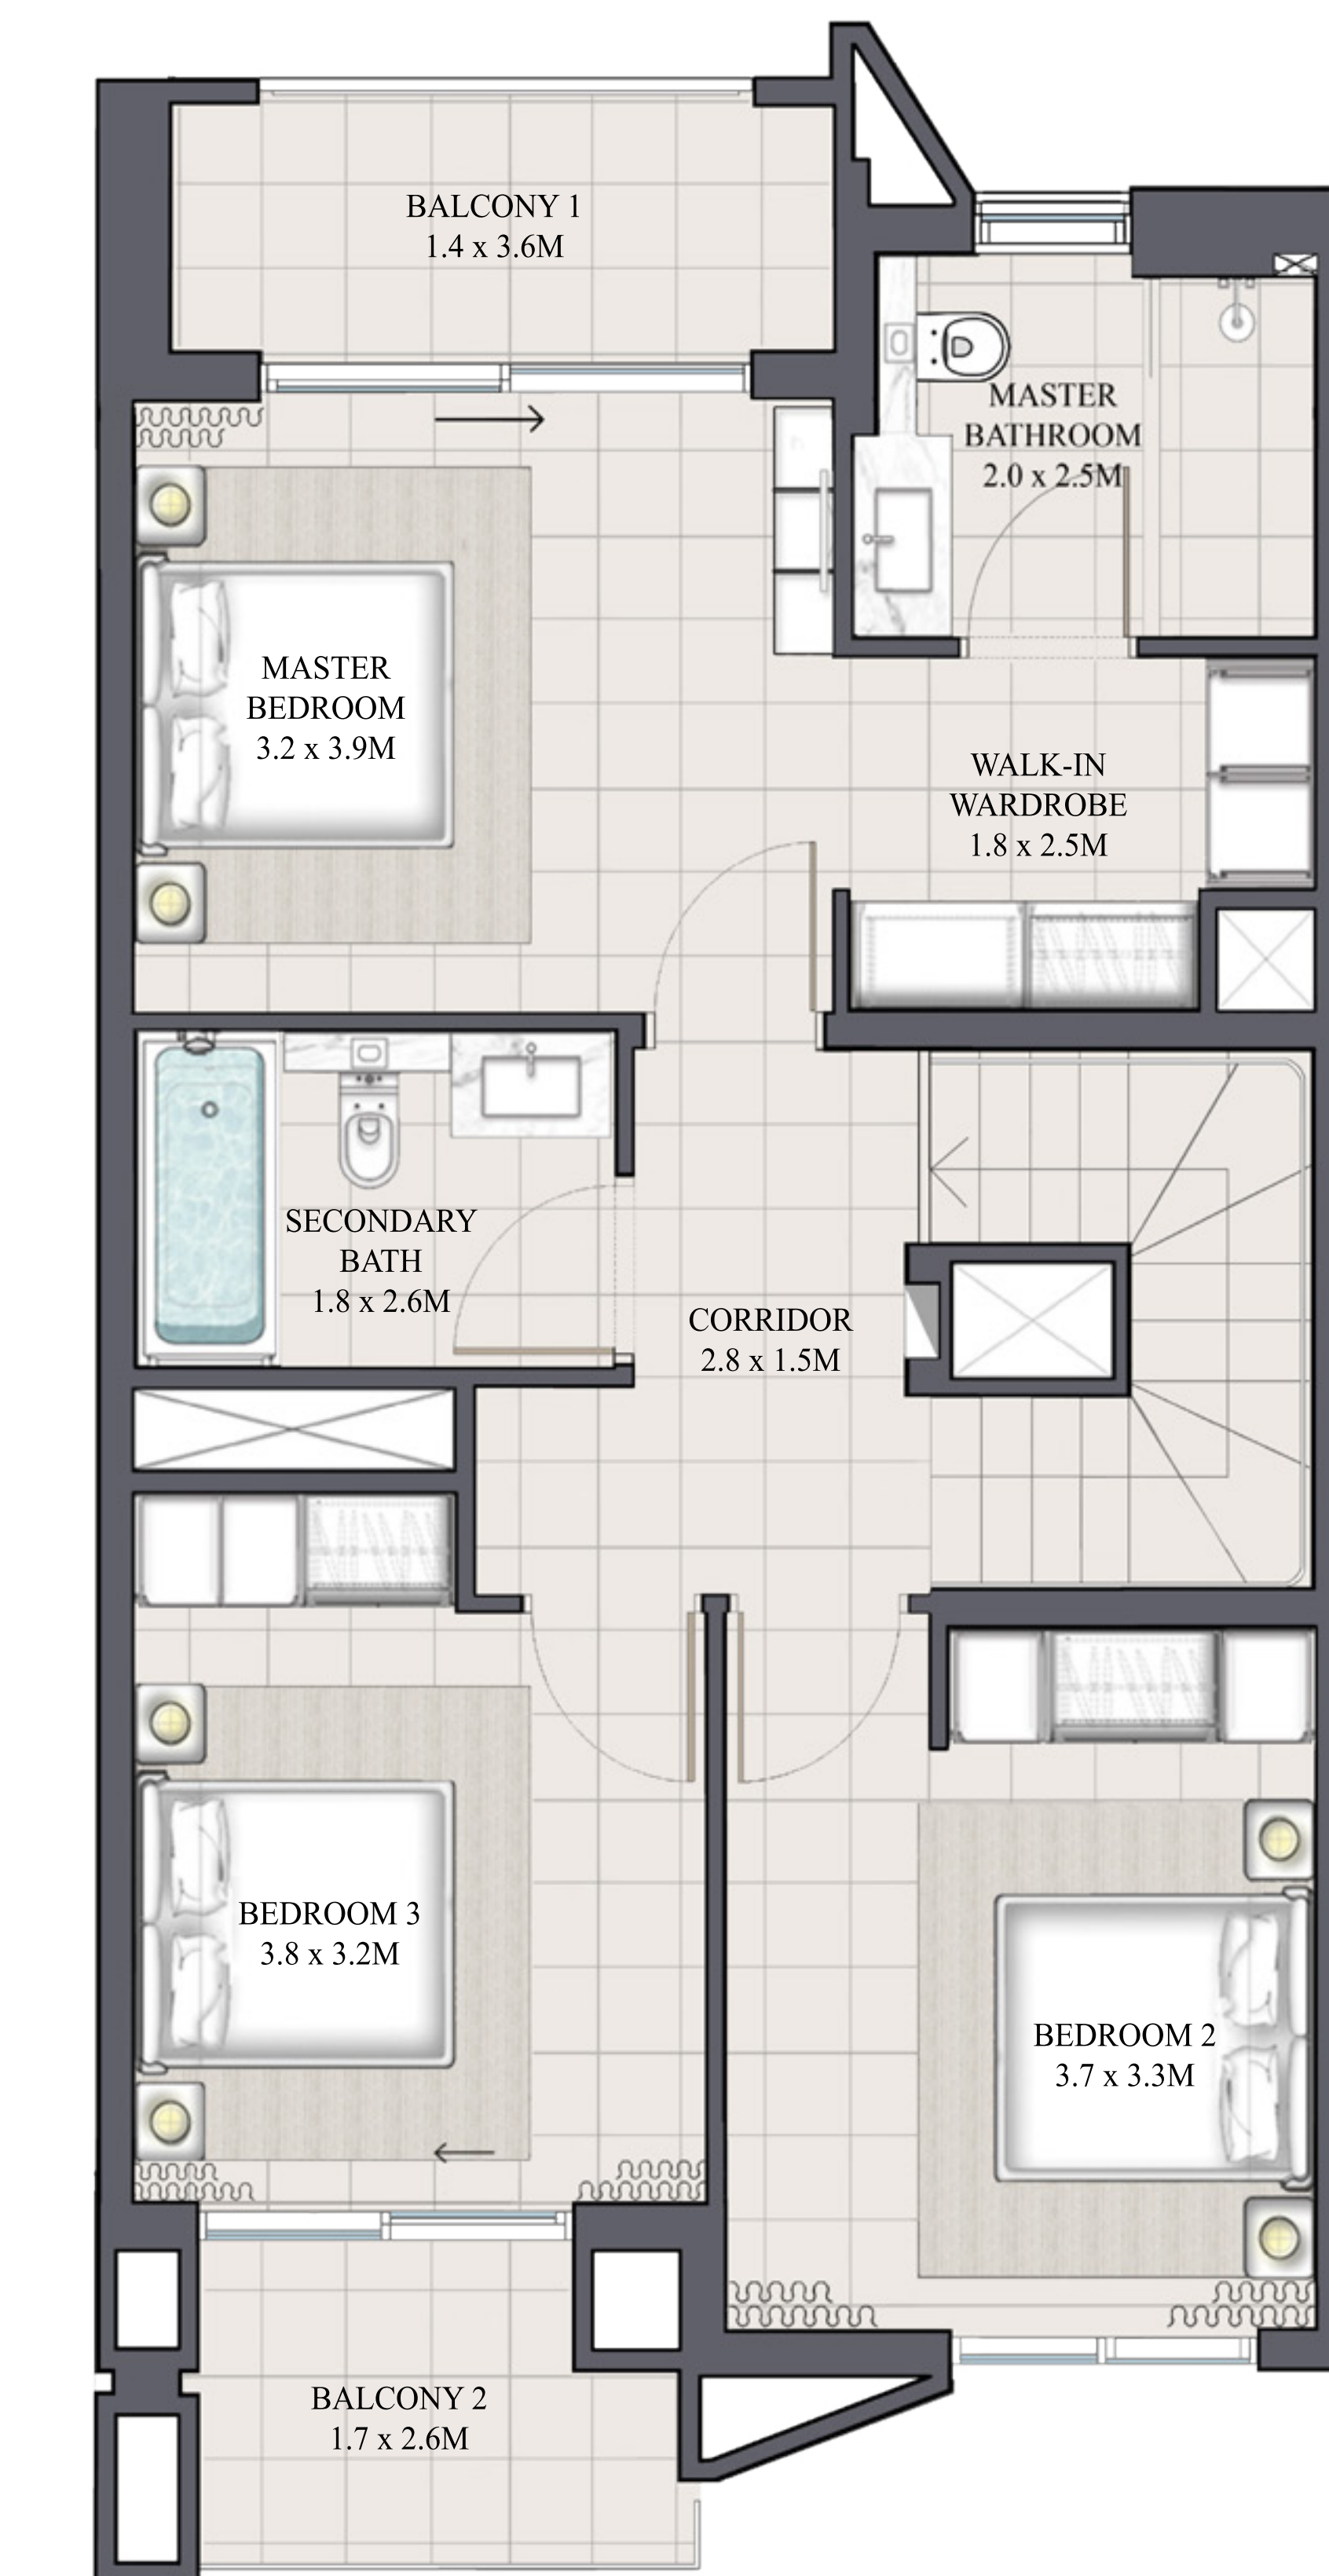 BALCONY 1
1.4 x 3.6M
MASTER
BATHROOM
2.0 x 2.5M
MASTER
BEDROOM
3.2 x 3.9M
WALK-IN
WARDROBE
1.8 x 2.5M
SECONDARY
BATH
1.8 x 2.6M
CORRIDOR
2.8 x 1.5M
BEDROOM 3
3.8 x 3.2M
BEDROOM 2
3.7 x 3.3M
BALCONY 2
1.7 x 2.6M